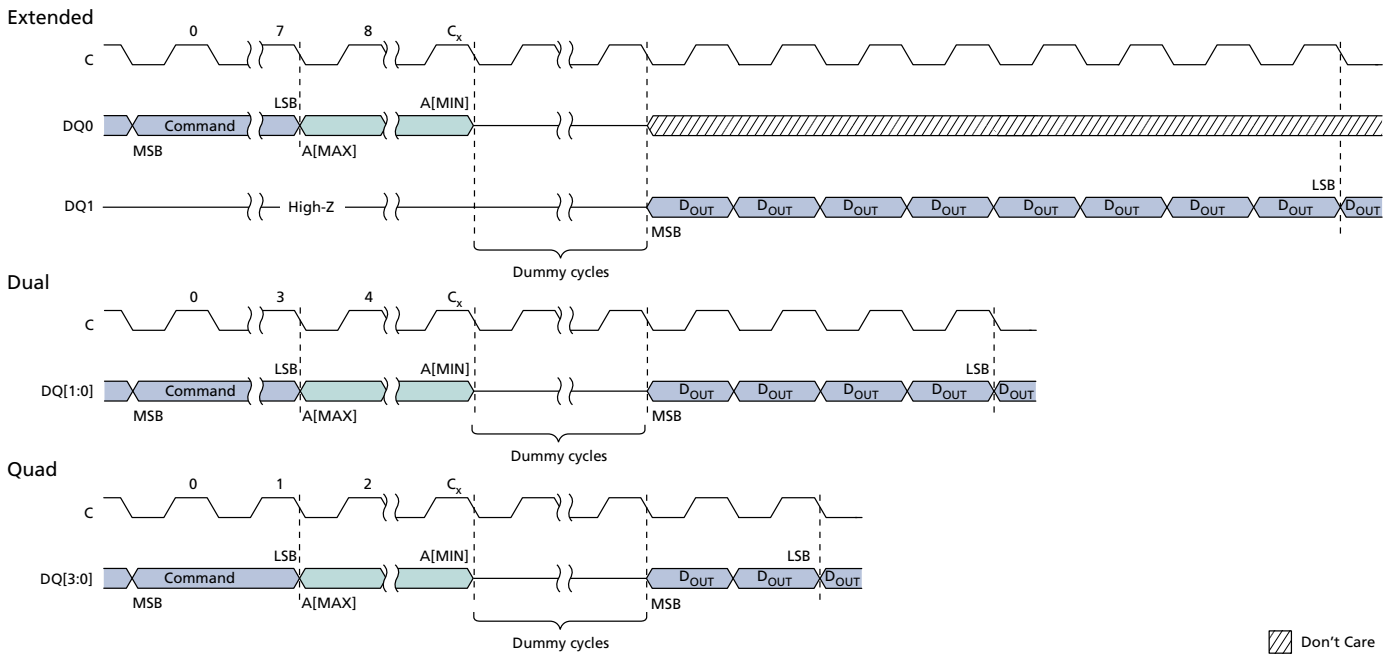 Extended
0 7 8 Cx
C
LSB A[MIN]
DQ0 Command
MSB A[MAX]
LSB
DQ1 High-Z DOUT DOUT DOUT DOUT DOUT DOUT DOUT DOUT DOUT
MSB
Dummy cycles
Dual
0 3 4 Cx
C
LSB A[MIN] LSB
DQ[1:0] Command DOUT DOUT DOUT DOUT DOUT
MSB A[MAX] MSB
Dummy cycles
Quad
0 1 2 Cx
C
LSB A[MIN] LSB
DQ[3:0] Command DOUT DOUT DOUT
MSB A[MAX] MSB
Dummy cycles
Don't Care